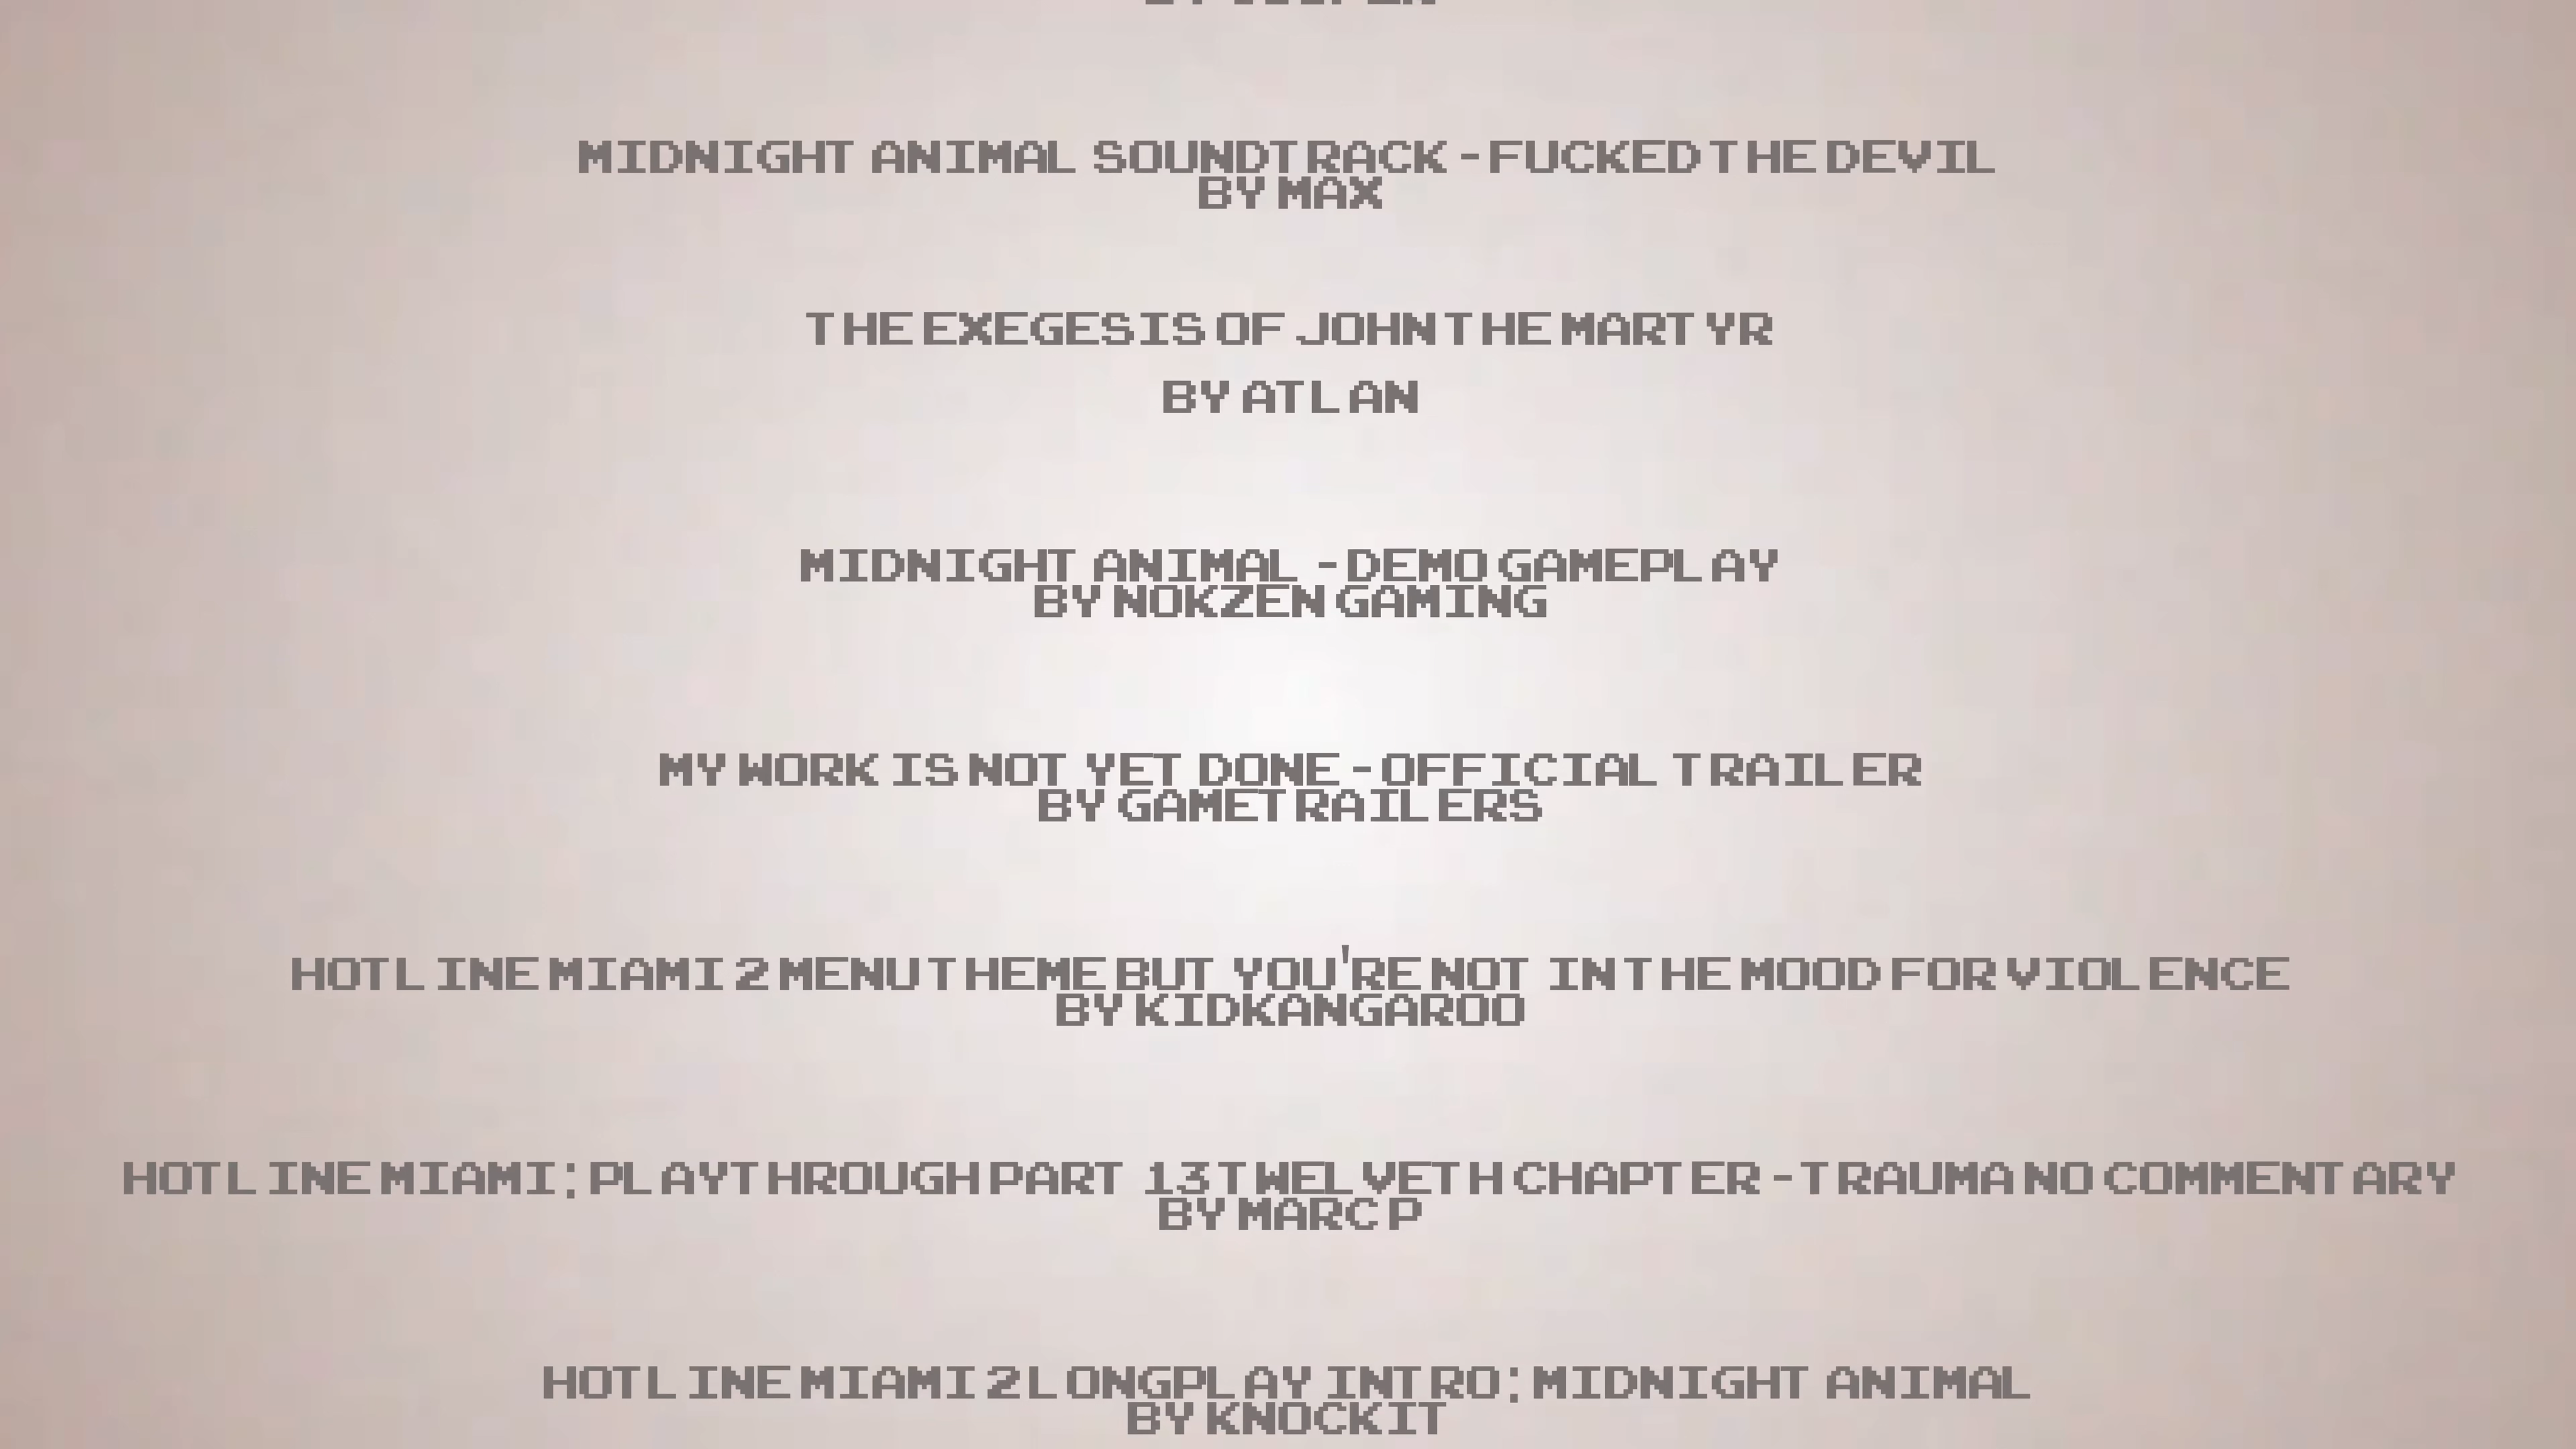 MIDNIGHT ANIMAL SOUNDTRACK - FUCKED THE DEVIL
BY MAX
THE EXEGESIS OF JOHN THE MARTYR
BY ATLAN
MIDNIGHT ANIMAL - DEMO GAMEPLAY
BY NOKZEN GAMING
MY WORK IS NOT YET DONE - OFFICIAL TRAILER
BY GAMETRAILERS
HOTLINE MIAMI 2 MENU THEME BUT YOU'RE NOT IN THE MOOD FOR VIOLENCE
BY KIDKANGAROO
HOTLINE MIAMI: PLAYTHROUGH PART 13 TWELVETH CHAPTER - TRAUMA NO COMMENTARY
BY MARC P
HOTLINE MIAMI 2 LONGPLAY INTRO: MIDNIGHT ANIMAL
BY KNOCKIT